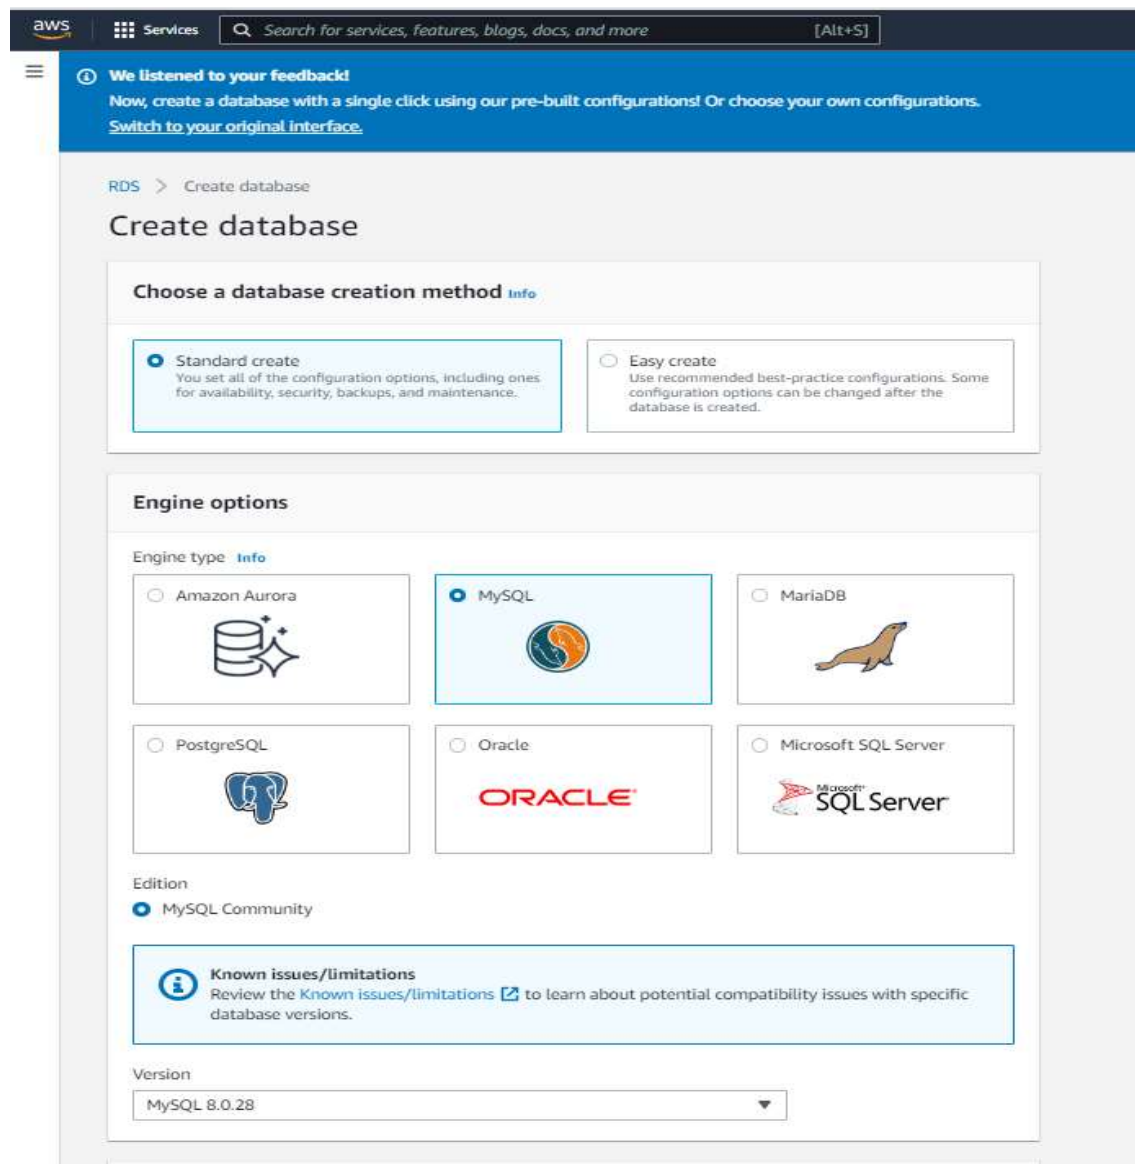 aws
Services
Search for services, features, blogs, docs, and more
[Alt+S]
We listened to your feedback!
Now, create a database with a single click using our pre-built configurations! Or choose your own configurations.
Switch to your original interface.
RDS > Create database
Create database
Choose a database creation method Info
Standard create
You set all of the configuration options, including ones
for availability, security, backups, and maintenance.
Easy create
Use recommended best-practice configurations. Some
configuration options can be changed after the
database is created.
Engine options
Engine type Info
Amazon Aurora
MySQL
MariaDB
PostgreSQL
Oracle
ORACLE
Microsoft SQL Server
Microsoft
SQL Server
Edition
MySQL Community
Known issues/limitations
Review the Known issues/limitations to learn about potential compatibility issues with specific
database versions.
Version
MySQL 8.0.28